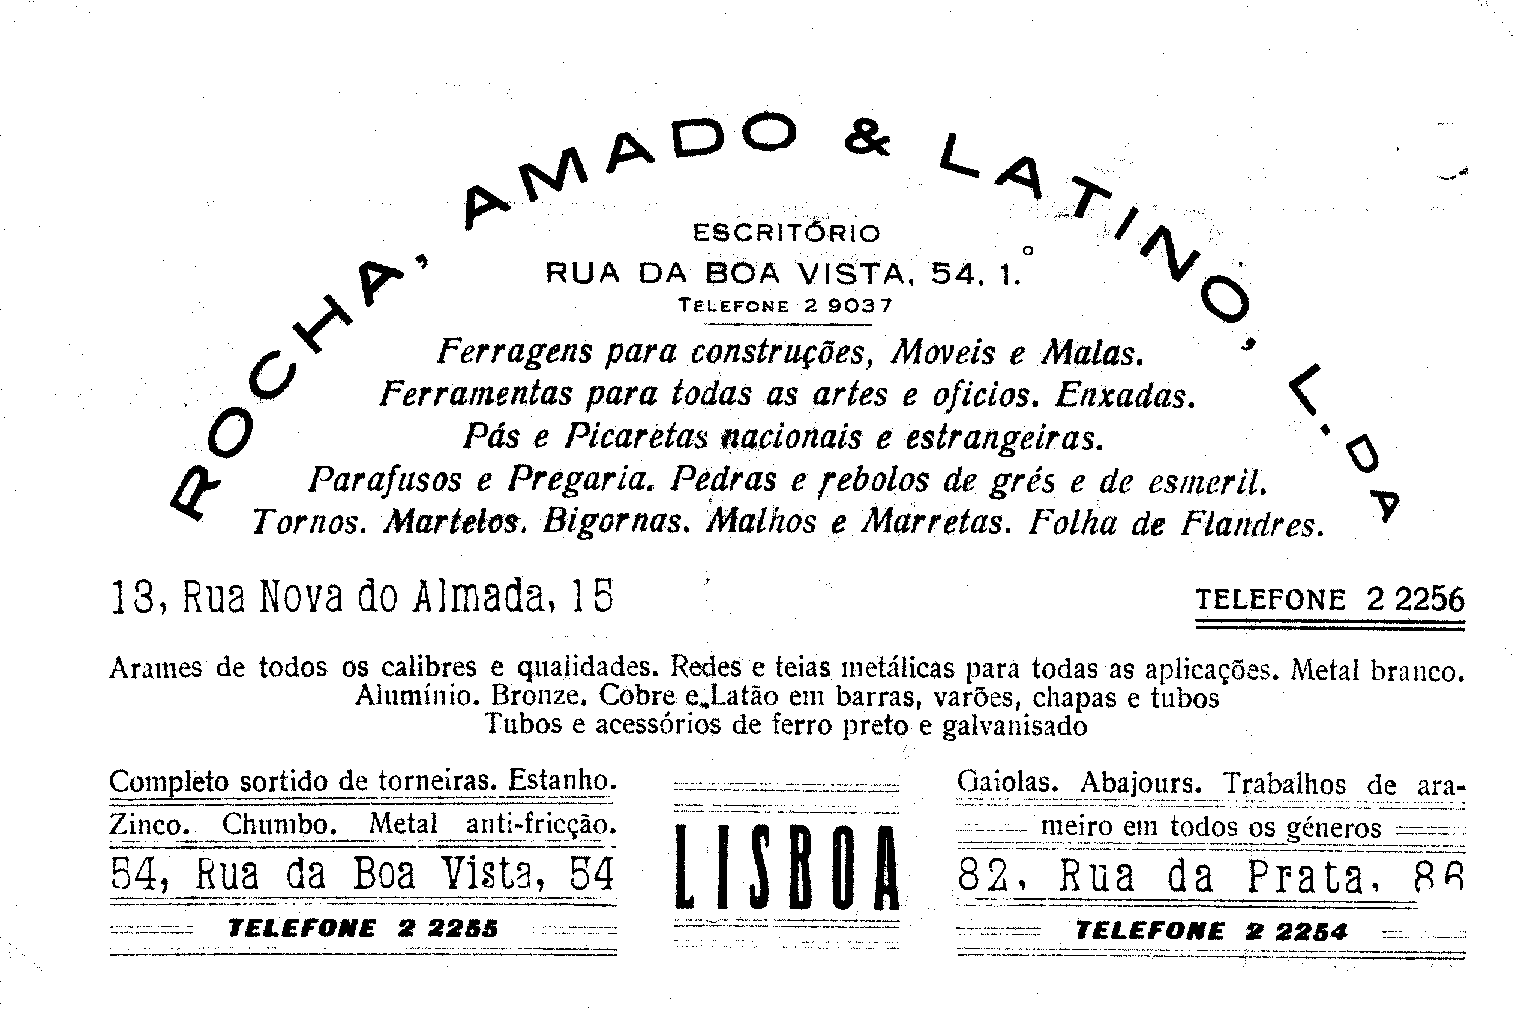 ROCHA, AMADO & LATINO, L.DA
ESCRITÓRIO
RUA DA BOA VISTA, 54, 1.º
TELEFONE 2 9037
Ferragens para construções, Moveis e Malas.
Ferramentas para todas as artes e oficios. Enxadas.
Pás e Picaretas nacionais e estrangeiras.
Parafusos e Pregaria. Pedras e rebolos de grés e de esmeril.
Tornos. Martelos. Bigornas. Malhos e Marretas. Folha de Flandres.
13, Rua Nova do Almada, 15
TELEFONE 2 2256
Arames de todos os calibres e qualidades. Redes e teias metálicas para todas as aplicações. Metal branco.
Alumínio. Bronze. Cobre e Latão em barras, varões, chapas e tubos
Tubos e acessórios de ferro preto e galvanisado
Completo sortido de torneiras. Estanho.
Zinco. Chumbo. Metal anti-fricção.
54, Rua da Boa Vista, 54
TELEFONE 2 2255
LISBOA
Gaiolas. Abajours. Trabalhos de ara-
meiro em todos os géneros
82, Rua da Prata, 86
TELEFONE 2 2254